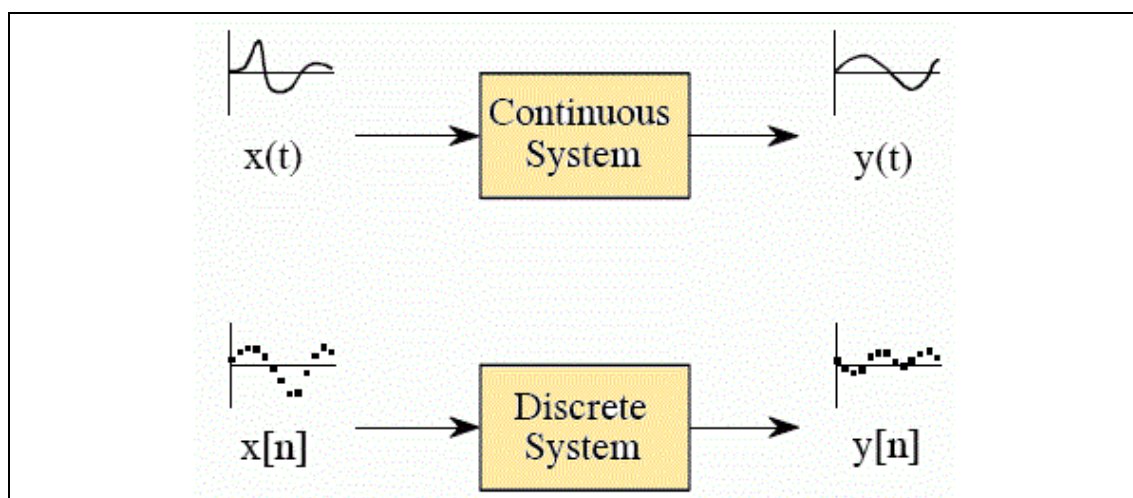 Continuous
System
x(t)
y(t)
Discrete
System
x[n]
y[n]